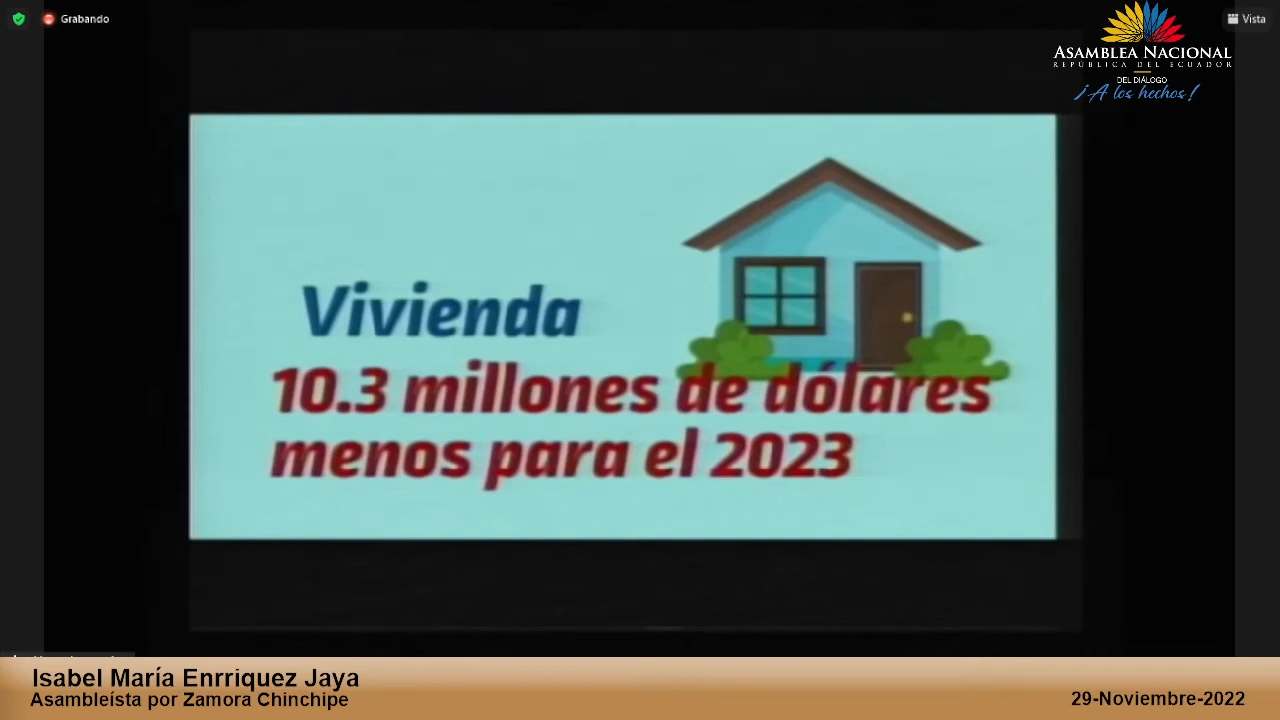 Grabando
Vista
ASAMBLEA NACIONAL
REPÚBLICA DEL ECUADOR
DEL DIÁLOGO
¡A los hechos!
Vivienda
10.3 millones de dólares
menos para el 2023
Isabel María Enrriquez Jaya
Asambleísta por Zamora Chinchipe
29-Noviembre-2022